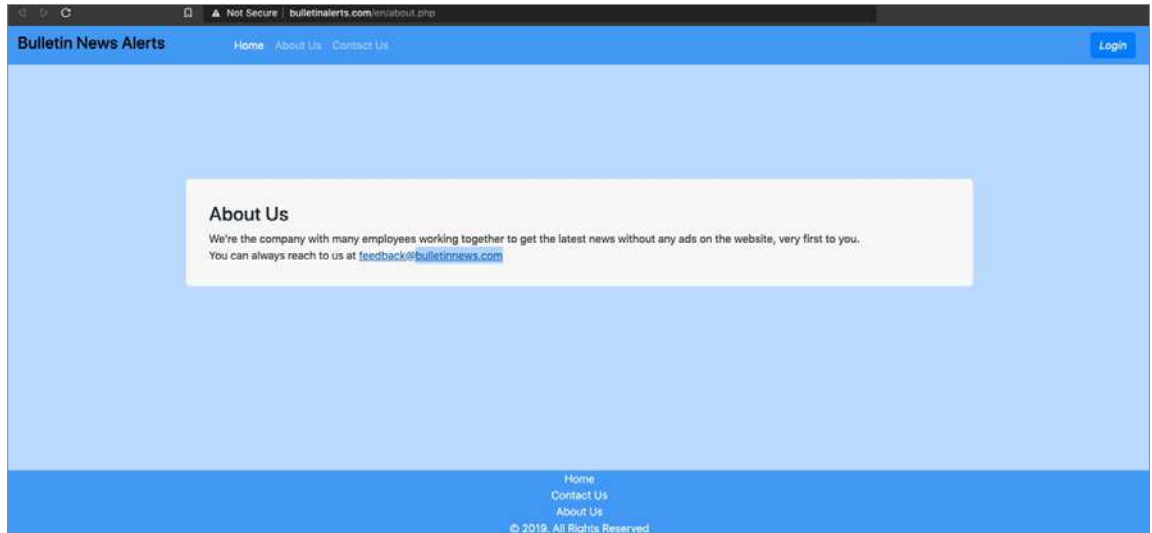 Not Secure | bulletinalerts.com/en/about.php
Bulletin News Alerts Home About Us Contact Us Login
About Us
We're the company with many employees working together to get the latest news without any ads on the website, very first to you.
You can always reach to us at feedback@bulletinnews.com
Home
Contact Us
About Us
© 2019. All Rights Reserved